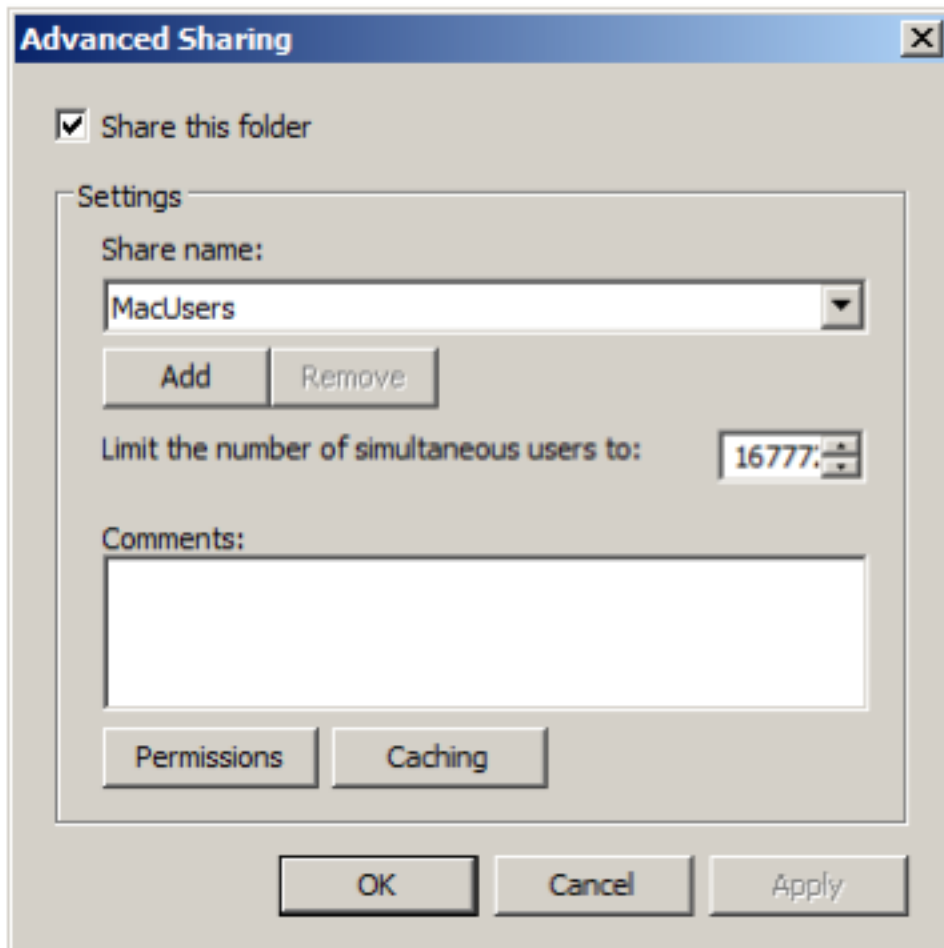 Advanced Sharing
Share this folder
Settings
Share name:
MacUsers
Add Remove
Limit the number of simultaneous users to:
Comments:
Permissions Caching
OK Cancel Apply